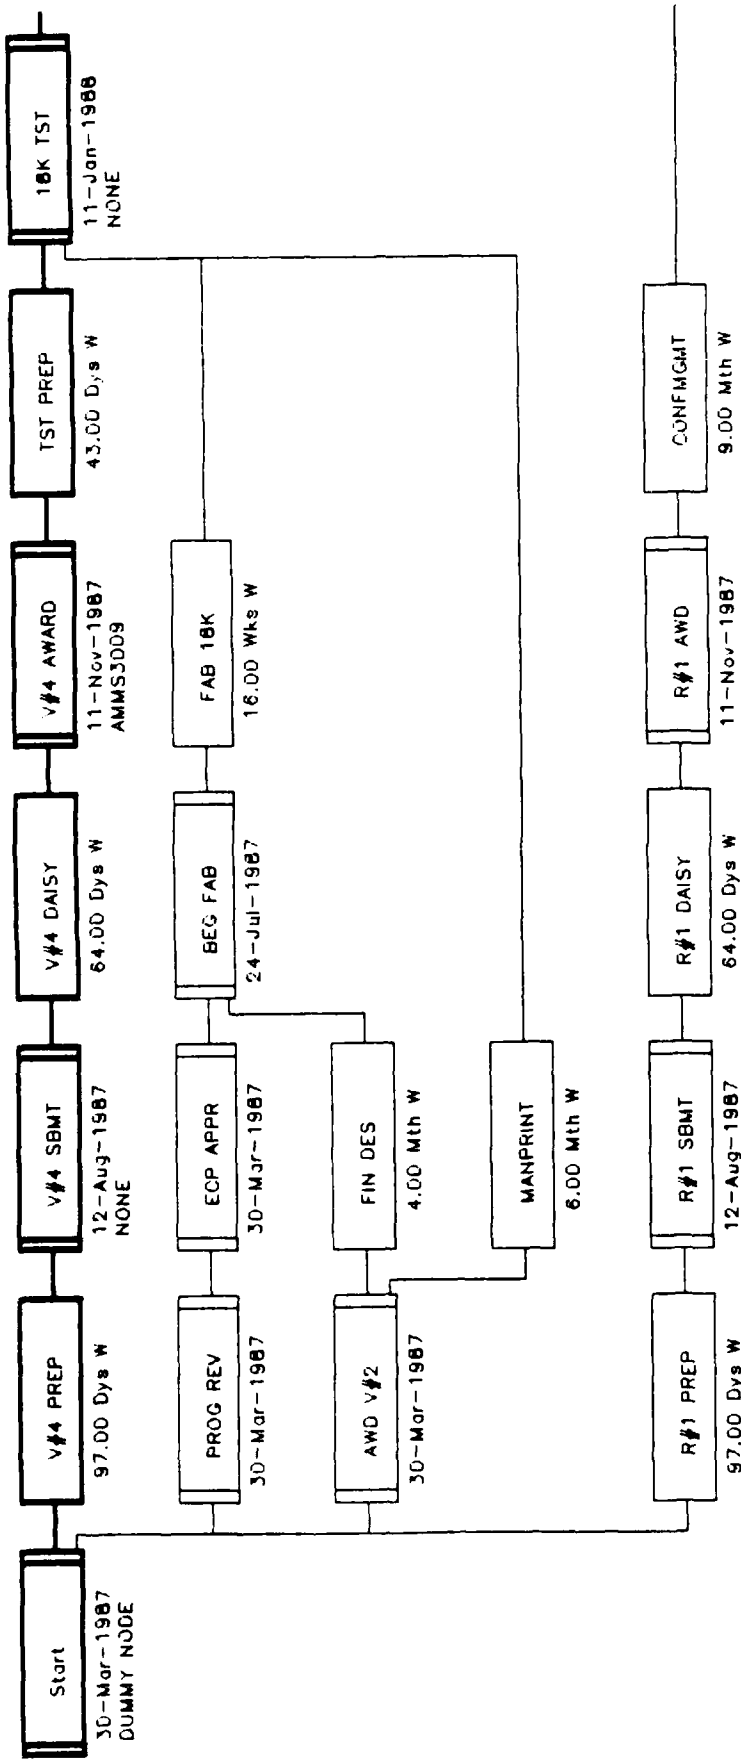 Start
30-Mar-1987
DUMMY NODE
V#4 PREP
97.00 Dys W
V#4 SBMT
12-Aug-1987
NONE
V#4 DAISY
64.00 Dys W
V#4 AWARD
11-Nov-1987
AMMS3009
TST PREP
43.00 Dys W
18K TST
11-Jan-1988
NONE
PROG REV
30-Mar-1987
ECP APPR
30-Mar-1987
BEG FAB
24-Jul-1987
FAB 18K
16.00 Wks W
AWD V#2
30-Mar-1987
FIN DES
4.00 Mth W
MANPRINT
6.00 Mth W
R#1 PREP
97.00 Dys W
R#1 SBMT
12-Aug-1987
R#1 DAISY
64.00 Dys W
R#1 AWD
11-Nov-1987
CONFMGMT
9.00 Mth W